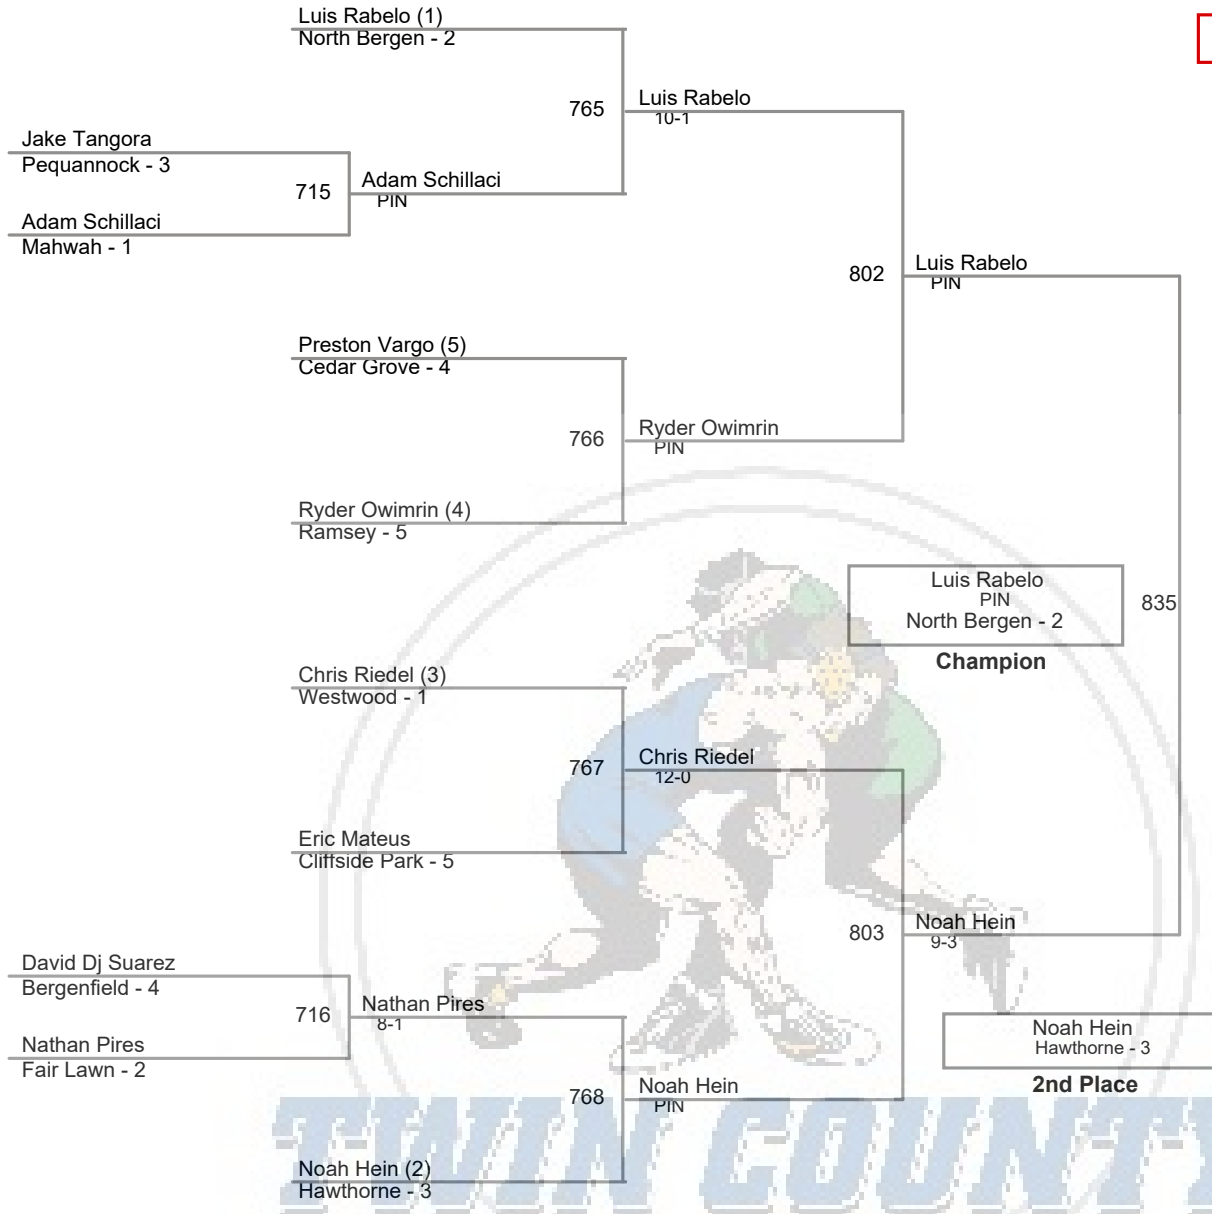 Luis Rabelo (1)
North Bergen - 2
765
Luis Rabelo
10-1
Jake Tangora
Pequannock - 3
715
Adam Schillaci
PIN
Adam Schillaci
Mahwah - 1
802
Luis Rabelo
PIN
Preston Vargo (5)
Cedar Grove - 4
766
Ryder Owimrin
PIN
Ryder Owimrin (4)
Ramsey - 5
Luis Rabelo
PIN
North Bergen - 2
835
Champion
Chris Riedel (3)
Westwood - 1
767
Chris Riedel
12-0
Eric Mateus
Cliffside Park - 5
803
Noah Hein
9-3
David Dj Suarez
Bergenfield - 4
716
Nathan Pires
8-1
Nathan Pires
Fair Lawn - 2
Noah Hein
Hawthorne - 3
2nd Place
768
Noah Hein
PIN
Noah Hein (2)
Hawthorne - 3
TWIN COUNTY